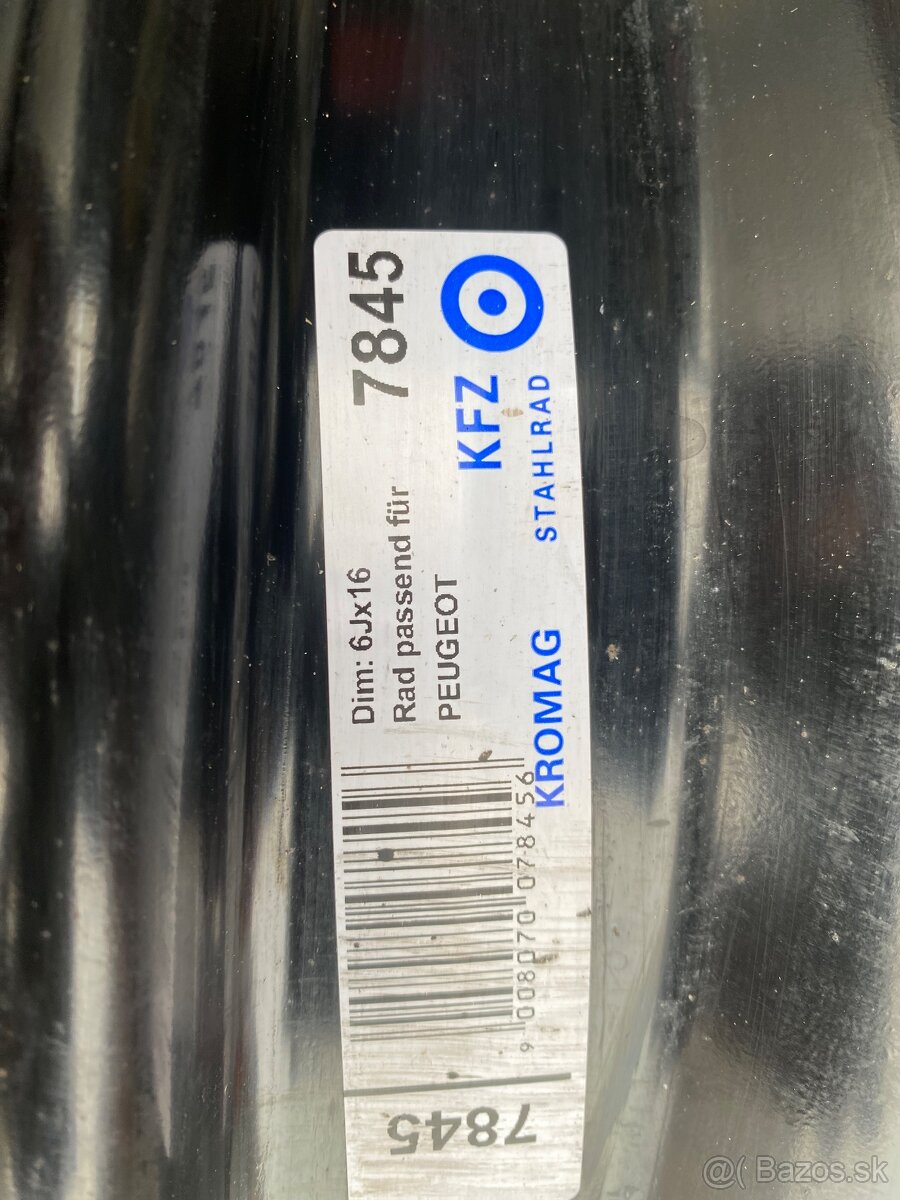 Dim: 6Jx16
Rad passend für
PEUGEOT
7845
KFZ
STAHLRAD
KROMAG
9 008070 078456
7845
@( Bazos.sk